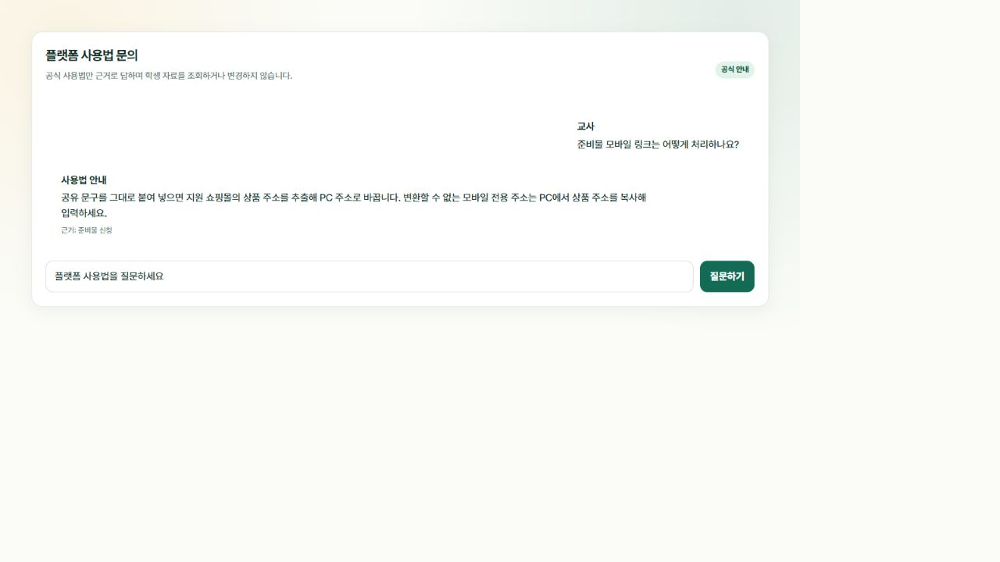 플랫폼 사용법 문의
공식 사용법만 근거로 답하며 학생 자료를 조회하거나 변경하지 않습니다.
공식 안내
교사
준비물 모바일 링크는 어떻게 처리하나요?
사용법 안내
공유 문구를 그대로 붙여 넣으면 지원 쇼핑몰의 상품 주소를 추출해 PC 주소로 바꿉니다. 변환할 수 없는 모바일 전용 주소는 PC에서 상품 주소를 복사해
입력하세요.
근거: 준비물 신청
플랫폼 사용법을 질문하세요
질문하기